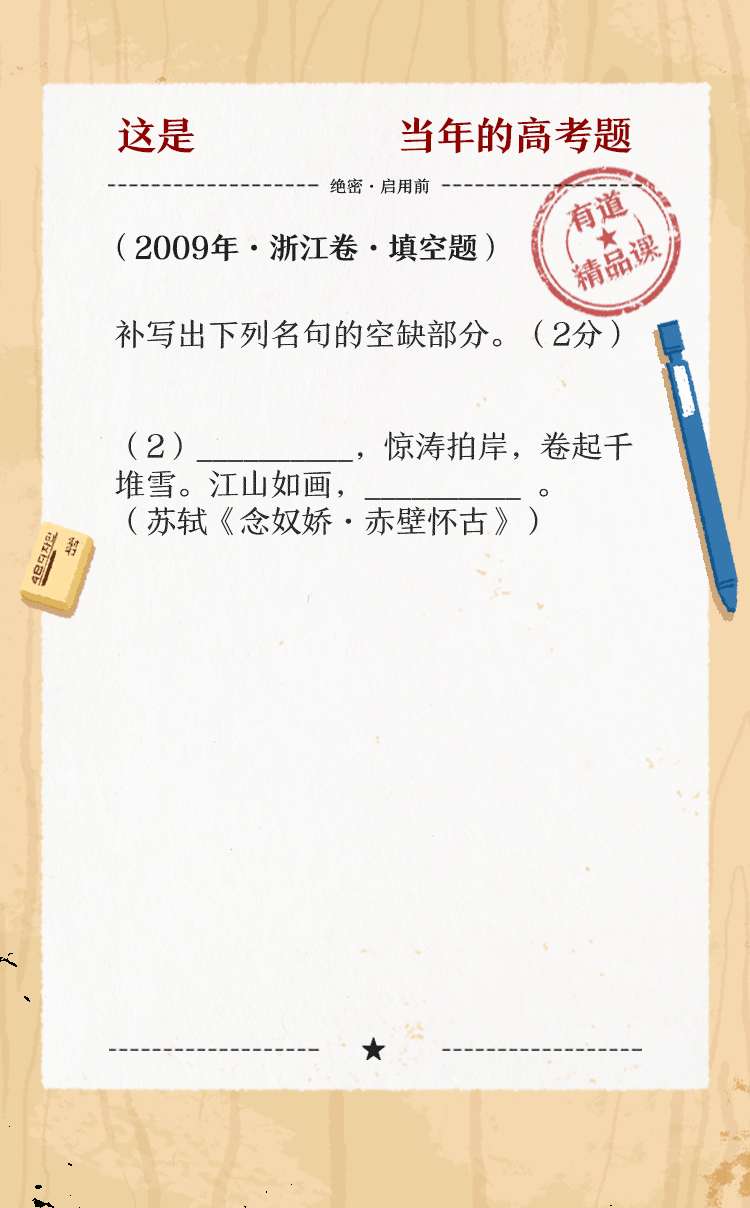 这是 当年的高考题
绝密·启用前
有道
精品课
(2009年·浙江卷·填空题)
补写出下列名句的空缺部分。(2分)
(2)__________,惊涛拍岸,卷起千
堆雪。江山如画,__________ 。
(苏轼《念奴娇·赤壁怀古》)